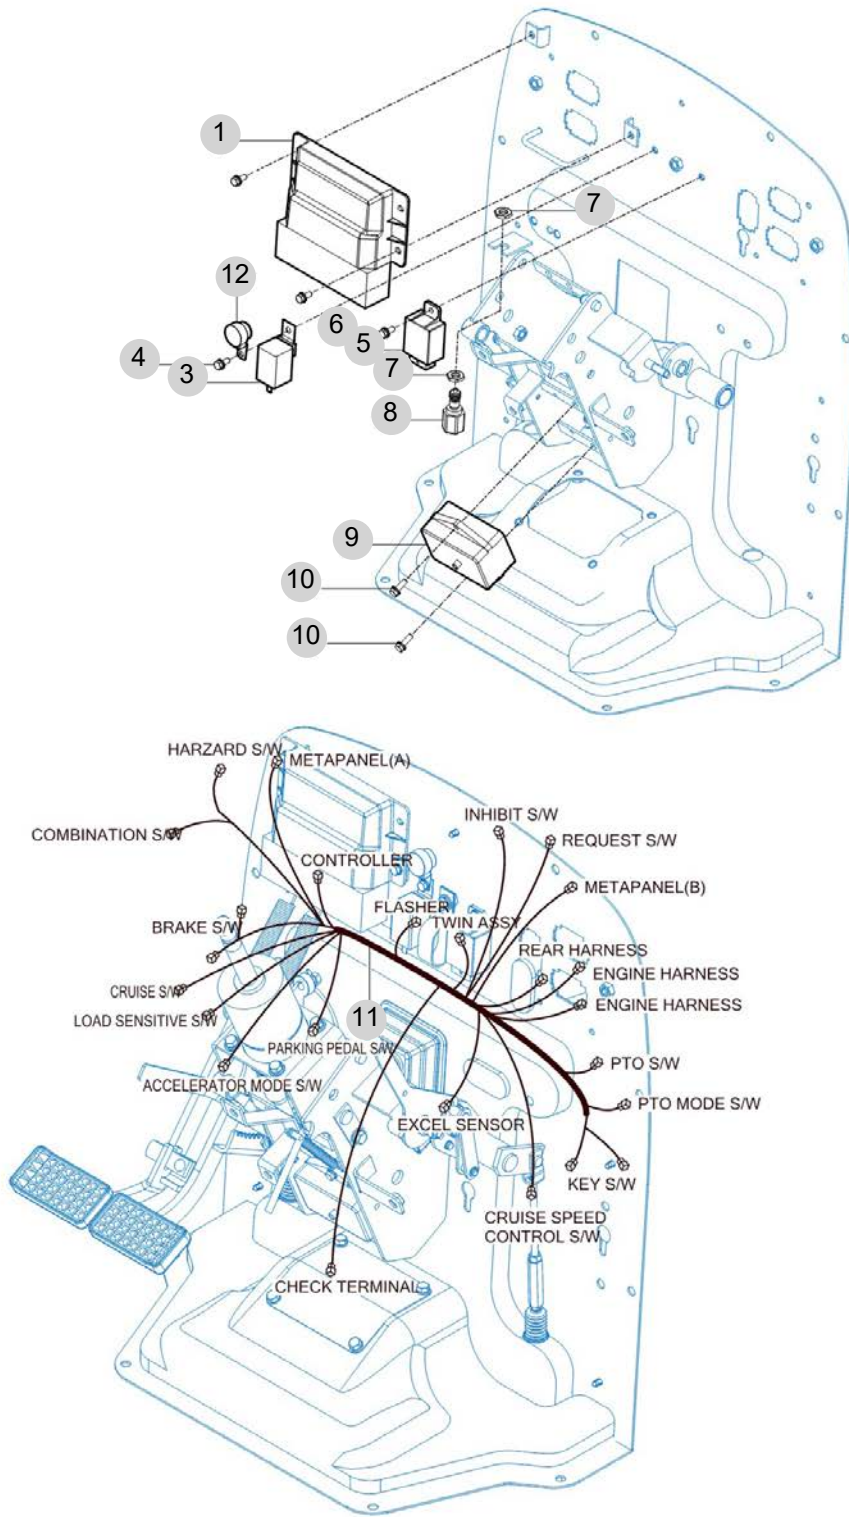 1
7
12
6
5
4
7
3
8
9
10
10
HARZARD S/W
METAPANEL(A)
INHIBIT S/W
COMBINATION S/W
REQUEST S/W
CONTROLLER
METAPANEL(B)
FLASHER
TWIN ASSY
BRAKE S/W
REAR HARNESS
ENGINE HARNESS
CRUISE S/W
ENGINE HARNESS
LOAD SENSITIVE S/W
11
PARKING PEDAL S/W
PTO S/W
ACCELERATOR MODE S/W
PTO MODE S/W
EXCEL SENSOR
KEY S/W
CRUISE SPEED
CONTROL S/W
CHECK TERMINAL